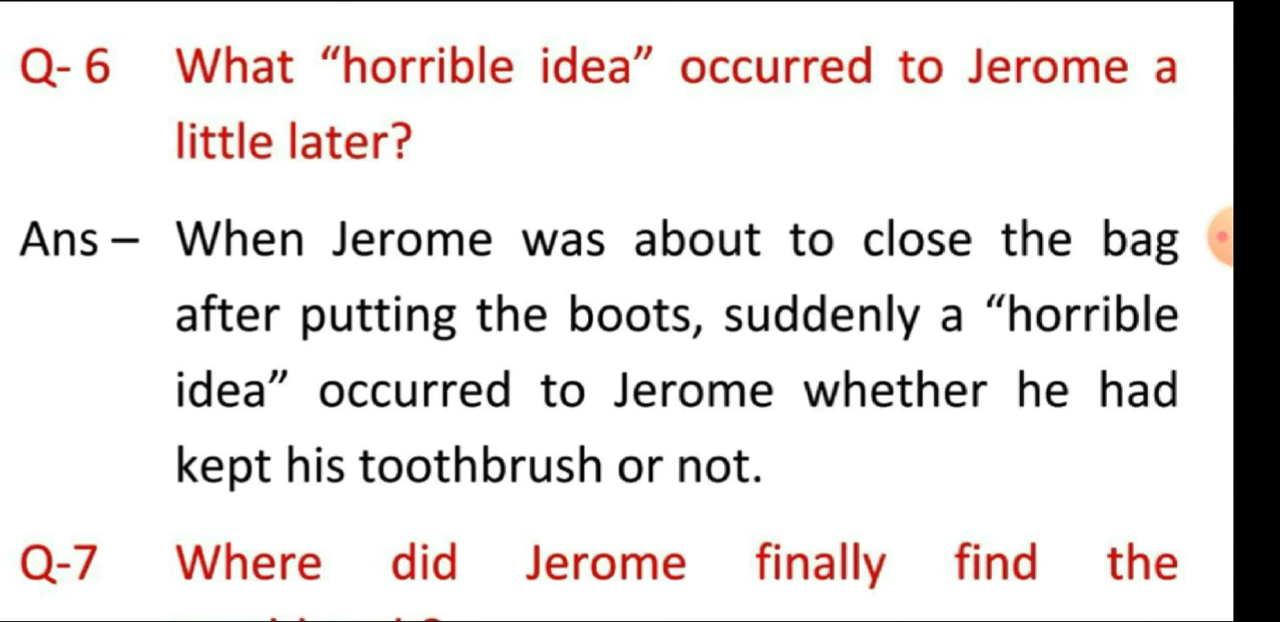 Q- 6 What “horrible idea” occurred to Jerome a
little later?
Ans – When Jerome was about to close the bag
after putting the boots, suddenly a “horrible
idea” occurred to Jerome whether he had
kept his toothbrush or not.
Q-7 Where did Jerome finally find the